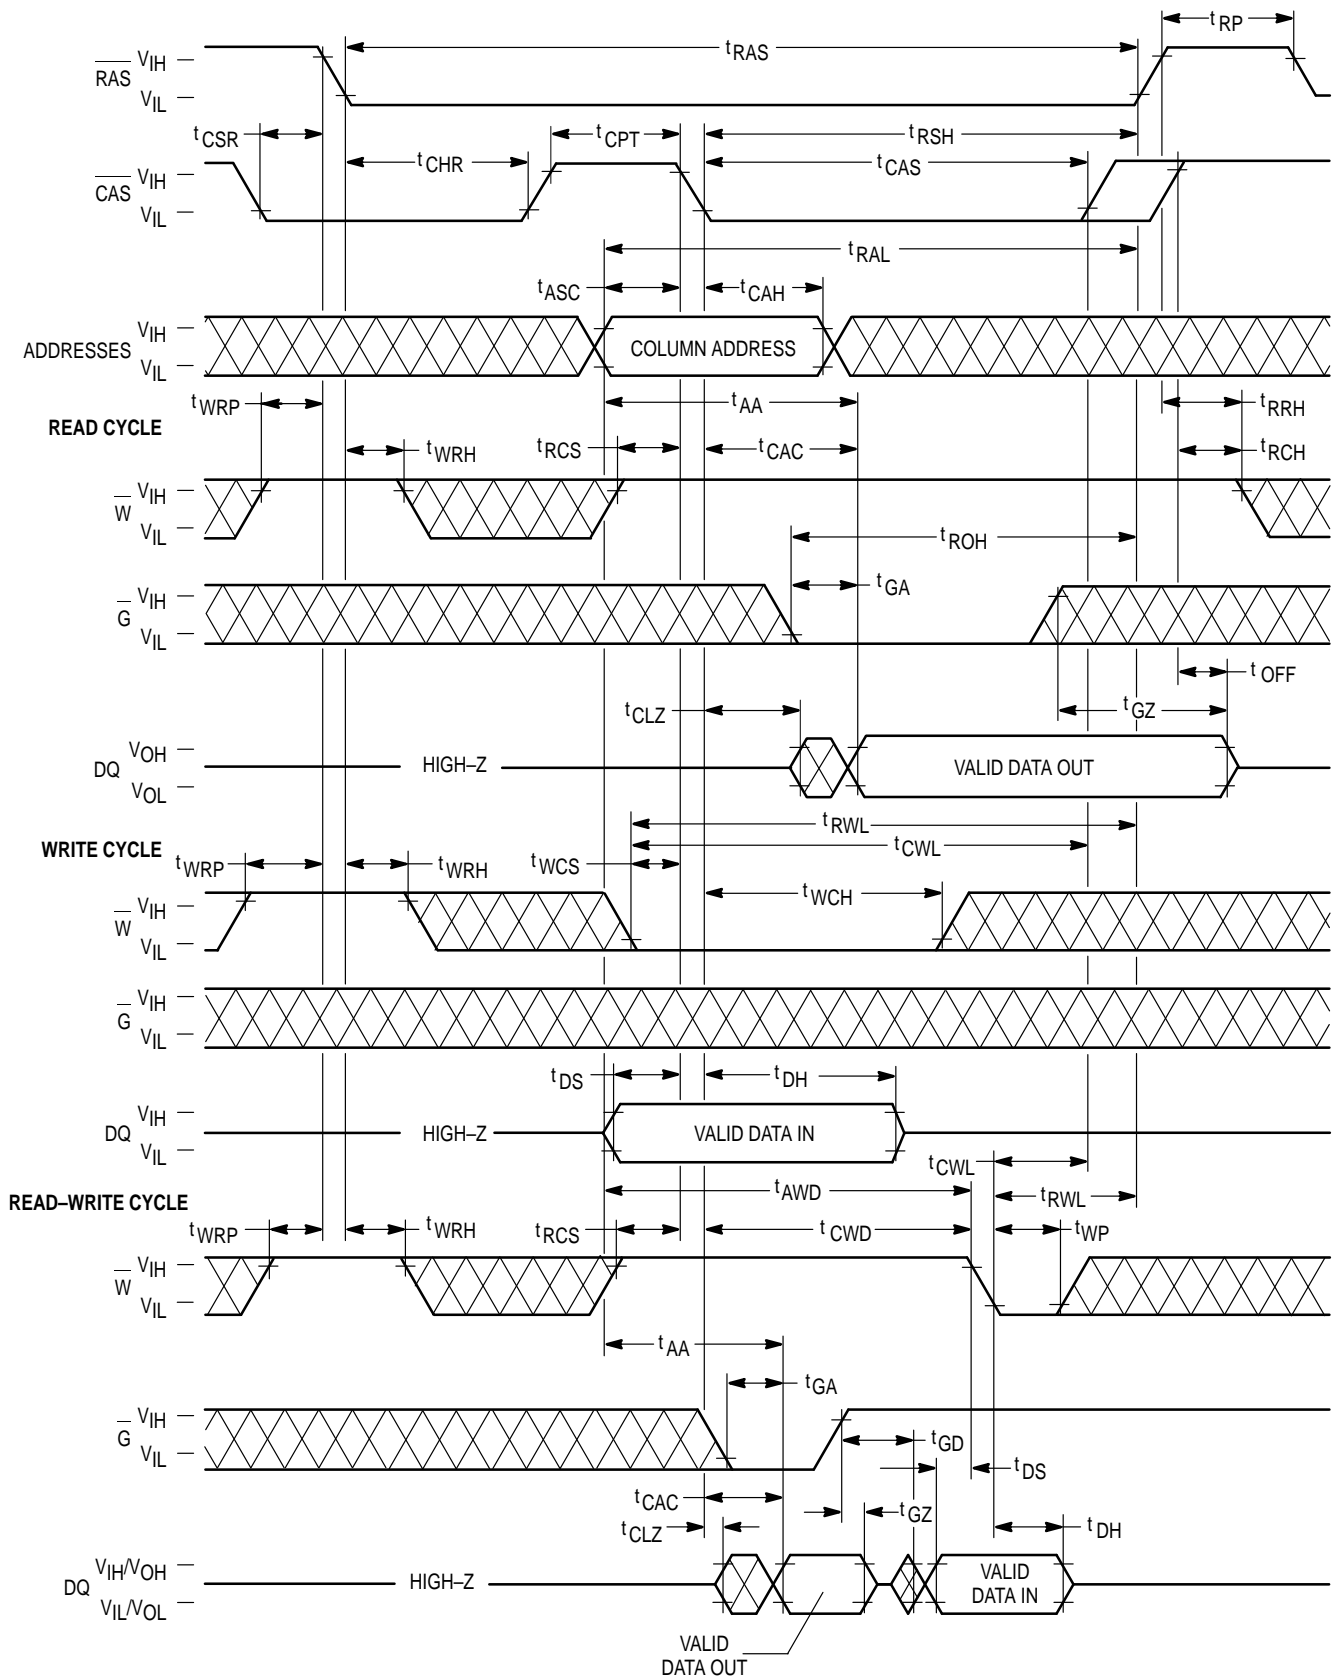 tRP
tRAS
RAS VIH
VIL
tCSR tCPT tRSH
tCHR tCAS
CAS VIH
VIL
tRAL
tASC tCAH
ADDRESSES VIH
VIL
COLUMN ADDRESS
tWRP tAA tRRH
READ CYCLE
tWRH tRCS tCAC tRCH
W VIH
VIL
tROH
tGA
G VIH
VIL
tOFF
tCLZ tGZ
DQ VOH
VOL
HIGH–Z VALID DATA OUT
tRWL
WRITE CYCLE tCWL
tWRP tWRH tWCS
tWCH
W VIH
VIL
G VIH
VIL
tDS tDH
DQ VIH
VIL
HIGH–Z VALID DATA IN
tCWL
tAWD tRWL
READ–WRITE CYCLE
tWRP tWRH tRCS tCWD tWP
W VIH
VIL
tAA
tGA
G VIH
VIL
tGD
tDS
tCAC tGZ
tCLZ tDH
DQ VIH/VOH
VIL/VOL
HIGH–Z
VALID
DATA IN
VALID
DATA OUT